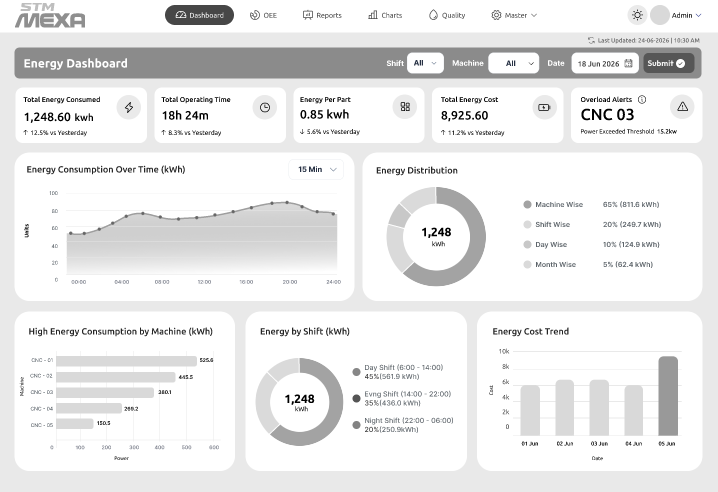 STM
MEXA
Dashboard
OEE
Reports
Charts
Quality
Master
Admin
Last Updated: 24-06-2026 | 10:30 AM
Energy Dashboard
Shift All
Machine All
Date 18 Jun 2026
Submit
Total Energy Consumed
1,248.60 kwh
↑ 12.5% vs Yesterday
Total Operating Time
18h 24m
↑ 8.3% vs Yesterday
Energy Per Part
0.85 kwh
↓ 5.6% vs Yesterday
Total Energy Cost
8,925.60
↑ 11.2% vs Yesterday
Overload Alerts
CNC 03
Power Exceeded Threshold 15.2kw
Energy Consumption Over Time (kWh)
15 Min
Units
100
80
60
40
20
0
00:00 04:00 08:00 12:00 16:00 20:00 24:00
Energy Distribution
1,248
kWh
Machine Wise 65% (811.6 kWh)
Shift Wise 20% (249.7 kWh)
Day Wise 10% (124.9 kWh)
Month Wise 5% (62.4 kWh)
High Energy Consumption by Machine (kWh)
Machine
CNC - 01 525.6
CNC - 02 445.5
CNC - 03 380.1
CNC - 04 269.2
CNC - 05 150.5
0 100 200 300 400 500 600
Power
Energy by Shift (kWh)
1,248
kWh
Day Shift (6:00 - 14:00)
45%(561.9 kWh)
Evng Shift (14:00 - 22:00)
35%(436.0 kWh)
Night Shift (22:00 - 06:00)
20%(250.9kWh)
Energy Cost Trend
Cost
10k
8k
6k
4k
2k
0
01 Jun 02 Jun 03 Jun 04 Jun 05 Jun
Date